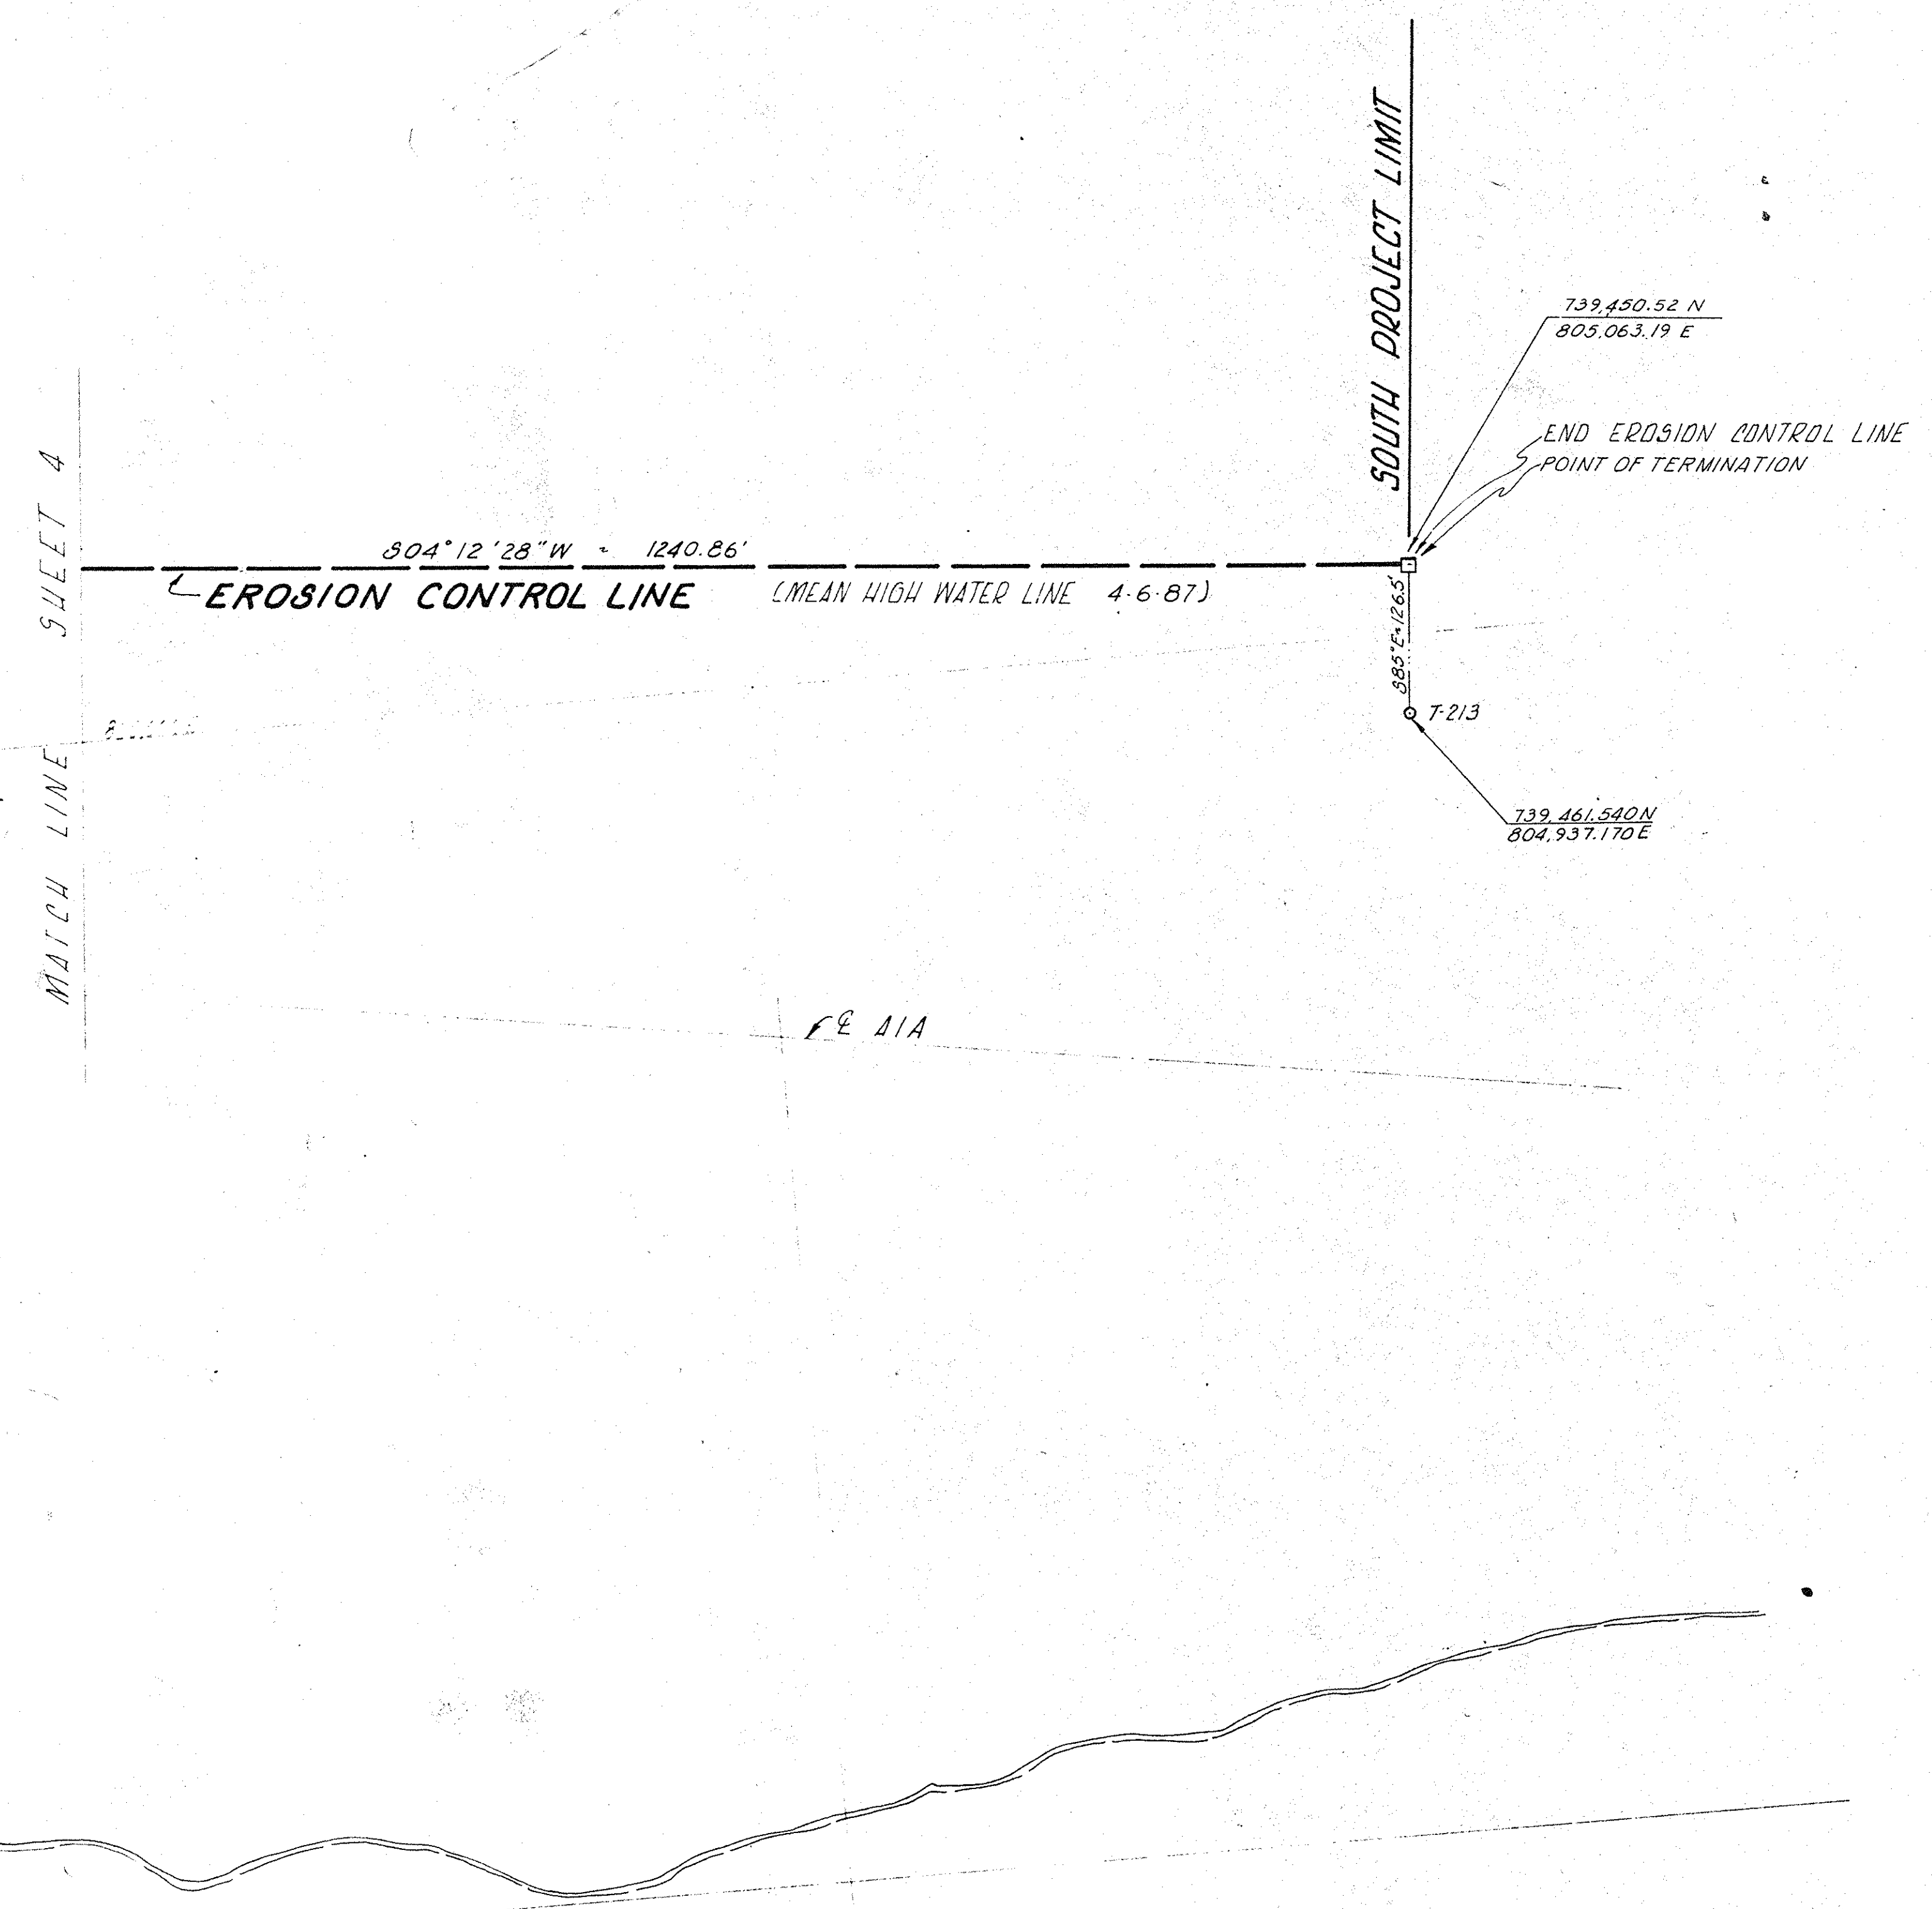 SOUTH PROJECT LIMIT
739,450.52 N
805,063.19 E
END EROSION CONTROL LINE
POINT OF TERMINATION
MATCH LINE SHEET 4
S04°12'28"W - 1240.86'
EROSION CONTROL LINE (MEAN HIGH WATER LINE 4-6-87)
S85°E-126.5'
T-213
739,461.540 N
804,937.170 E
℄ A1A